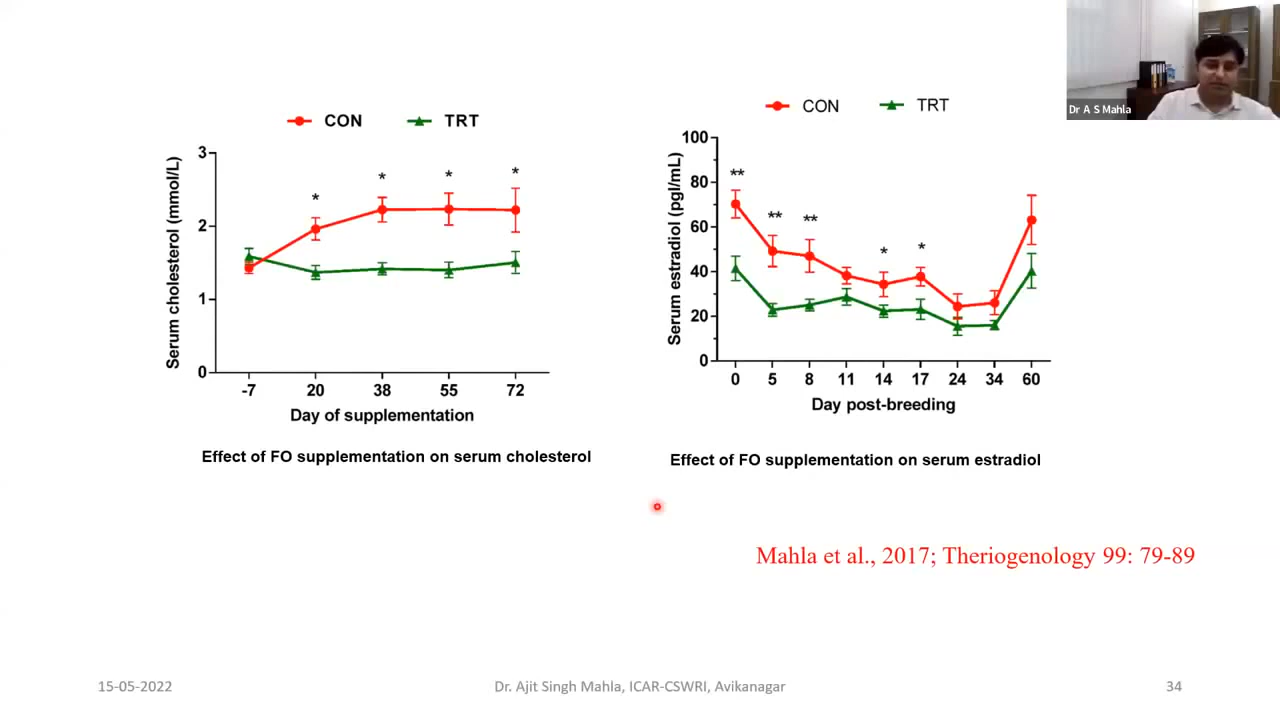 Dr A S Mahla
CON TRT
Serum cholesterol (mmol/L)
3
2
1
0
-7 20 38 55 72
* * * *
Day of supplementation
Effect of FO supplementation on serum cholesterol
CON TRT
Serum estradiol (pgl/mL)
100
80
60
40
20
0
** ** ** * *
0 5 8 11 14 17 24 34 60
Day post-breeding
Effect of FO supplementation on serum estradiol
Mahla et al., 2017; Theriogenology 99: 79-89
15-05-2022
Dr. Ajit Singh Mahla, ICAR-CSWRI, Avikanagar
34